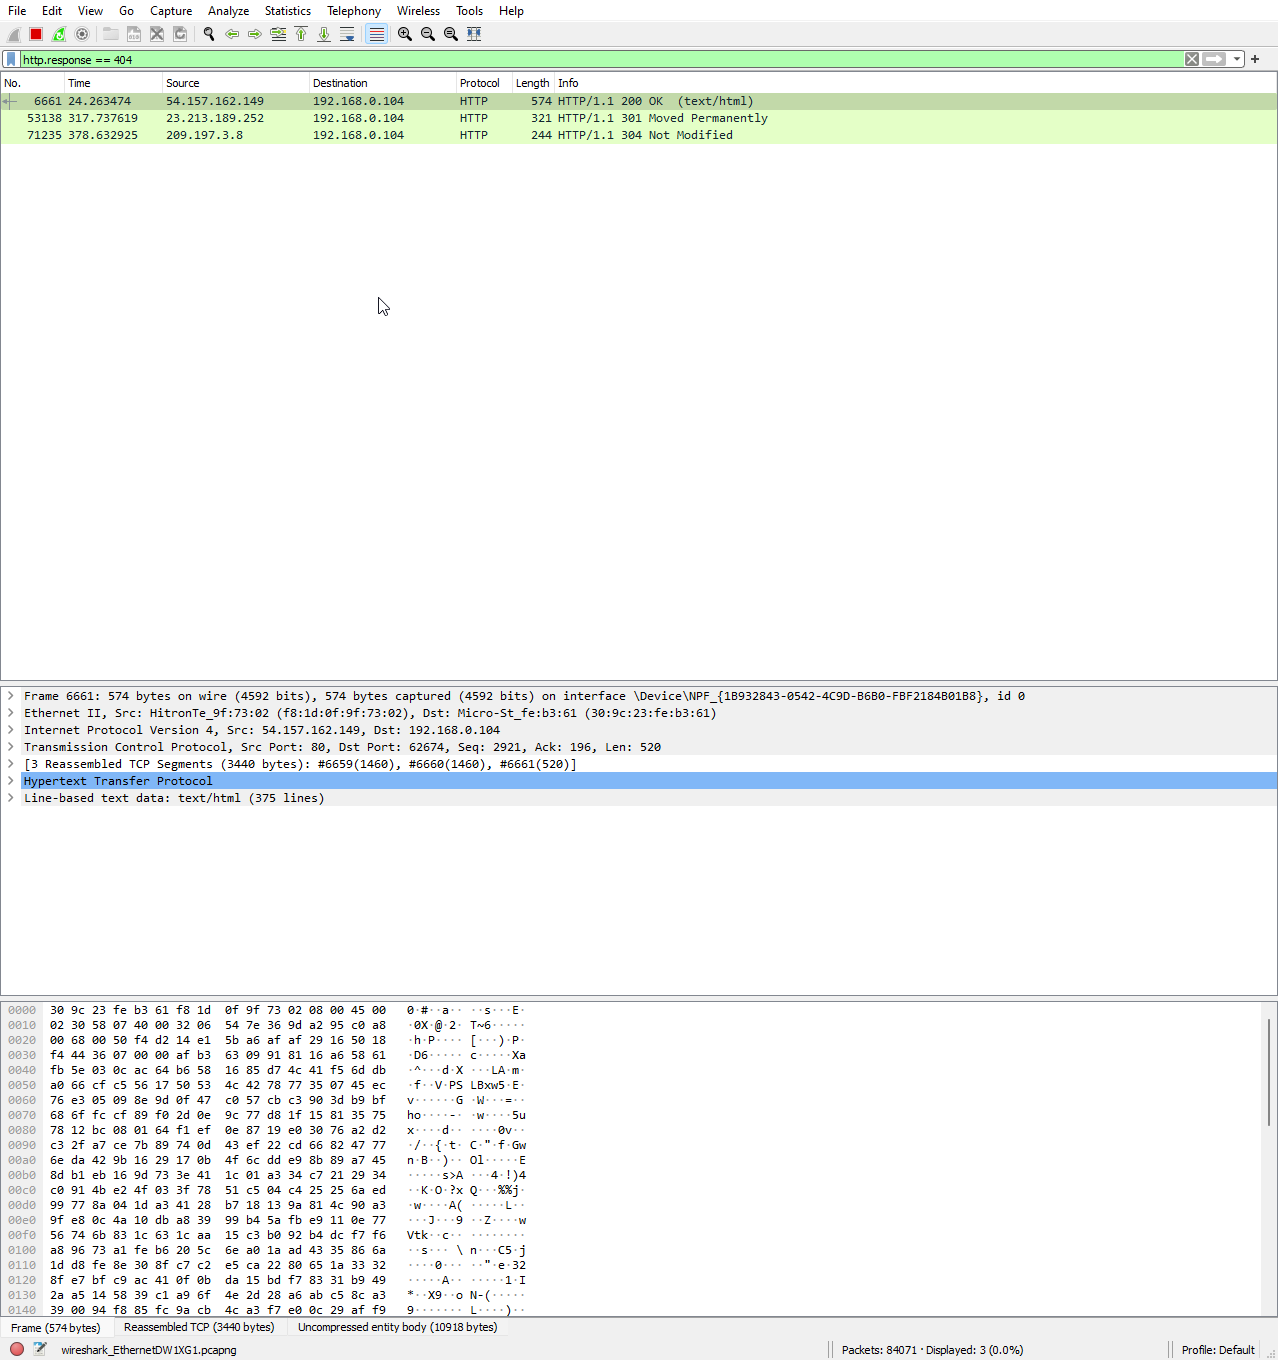 File Edit View Go Capture Analyze Statistics Telephony Wireless Tools Help
http.response == 404
No. Time Source Destination Protocol Length Info
6661 24.263474 54.157.162.149 192.168.0.104 HTTP 574 HTTP/1.1 200 OK (text/html)
53138 317.737619 23.213.189.252 192.168.0.104 HTTP 321 HTTP/1.1 301 Moved Permanently
71235 378.632925 209.197.3.8 192.168.0.104 HTTP 244 HTTP/1.1 304 Not Modified
Frame 6661: 574 bytes on wire (4592 bits), 574 bytes captured (4592 bits) on interface \Device\NPF_{1B932843-0542-4C9D-B6B0-FBF2184B01B8}, id 0
Ethernet II, Src: HitronTe_9f:73:02 (f8:1d:0f:9f:73:02), Dst: Micro-St_fe:b3:61 (30:9c:23:fe:b3:61)
Internet Protocol Version 4, Src: 54.157.162.149, Dst: 192.168.0.104
Transmission Control Protocol, Src Port: 80, Dst Port: 62674, Seq: 2921, Ack: 196, Len: 520
[3 Reassembled TCP Segments (3440 bytes): #6659(1460), #6660(1460), #6661(520)]
Hypertext Transfer Protocol
Line-based text data: text/html (375 lines)
0000 30 9c 23 fe b3 61 f8 1d 0f 9f 73 02 08 00 45 00 0·#··a·· ··s···E·
0010 02 30 58 07 40 00 32 06 54 7e 36 9d a2 95 c0 a8 ·0X·@·2· T~6·····
0020 00 68 00 50 f4 d2 14 e1 5b a6 af af 29 16 50 18 ·h·P···· [···)·P·
0030 f4 44 36 07 00 00 af b3 63 09 91 81 16 a6 58 61 ·D6····· c·····Xa
0040 fb 5e 03 0c ac 64 b6 58 16 85 d7 4c 41 f5 6d db ·^···d·X ···LA·m·
0050 a0 66 cf c5 56 17 50 53 4c 42 78 77 35 07 45 ec ·f··V·PS LBxw5·E·
0060 76 e3 05 09 8e 9d 0f 47 c0 57 cb c3 90 3d b9 bf v······G ·W···=··
0070 68 6f fc cf 89 f0 2d 0e 9c 77 d8 1f 15 81 35 75 ho····-· ·w····5u
0080 78 12 bc 08 01 64 f1 ef 0e 87 19 e0 30 76 a2 d2 x····d·· ····0v··
0090 c3 2f a7 ce 7b 89 74 0d 43 ef 22 cd 66 82 47 77 ·/··{·t· C·"·f·Gw
00a0 6e da 42 9b 16 29 17 0b 4f 6c dd e9 8b 89 a7 45 n·B··)·· Ol·····E
00b0 8d b1 eb 16 9d 73 3e 41 1c 01 a3 34 c7 21 29 34 ·····s>A ···4·!)4
00c0 c0 91 4b e2 4f 03 3f 78 51 c5 04 c4 25 25 6a ed ··K·O·?x Q···%%j·
00d0 99 77 8a 04 1d a3 41 28 b7 18 13 9a 81 4c 90 a3 ·w····A( ·····L··
00e0 9f e8 0c 4a 10 db a8 39 99 b4 5a fb e9 11 0e 77 ···J···9 ··Z····w
00f0 56 74 6b 83 1c 63 1c aa 15 c3 b0 92 b4 dc f7 f6 Vtk··c·· ········
0100 a8 96 73 a1 fe b6 20 5c 6e a0 1a ad 43 35 86 6a ··s··· \ n···C5·j
0110 1d d8 fe 8e 30 8f c7 c2 e5 ca 22 80 65 1a 33 32 ····0··· ··"·e·32
0120 8f e7 bf c9 ac 41 0f 0b da 15 bd f7 83 31 b9 49 ·····A·· ·····1·I
0130 2a a5 14 58 39 c1 a9 6f 4e 2d 28 a6 ab c5 8c a3 *··X9··o N-(·····
0140 39 00 94 f8 85 fc 9a cb 4c a3 f7 e0 0c 29 af f9 9······· L····)··
Frame (574 bytes) Reassembled TCP (3440 bytes) Uncompressed entity body (10918 bytes)
wireshark_EthernetDW1XG1.pcapng Packets: 84071 · Displayed: 3 (0.0%) Profile: Default